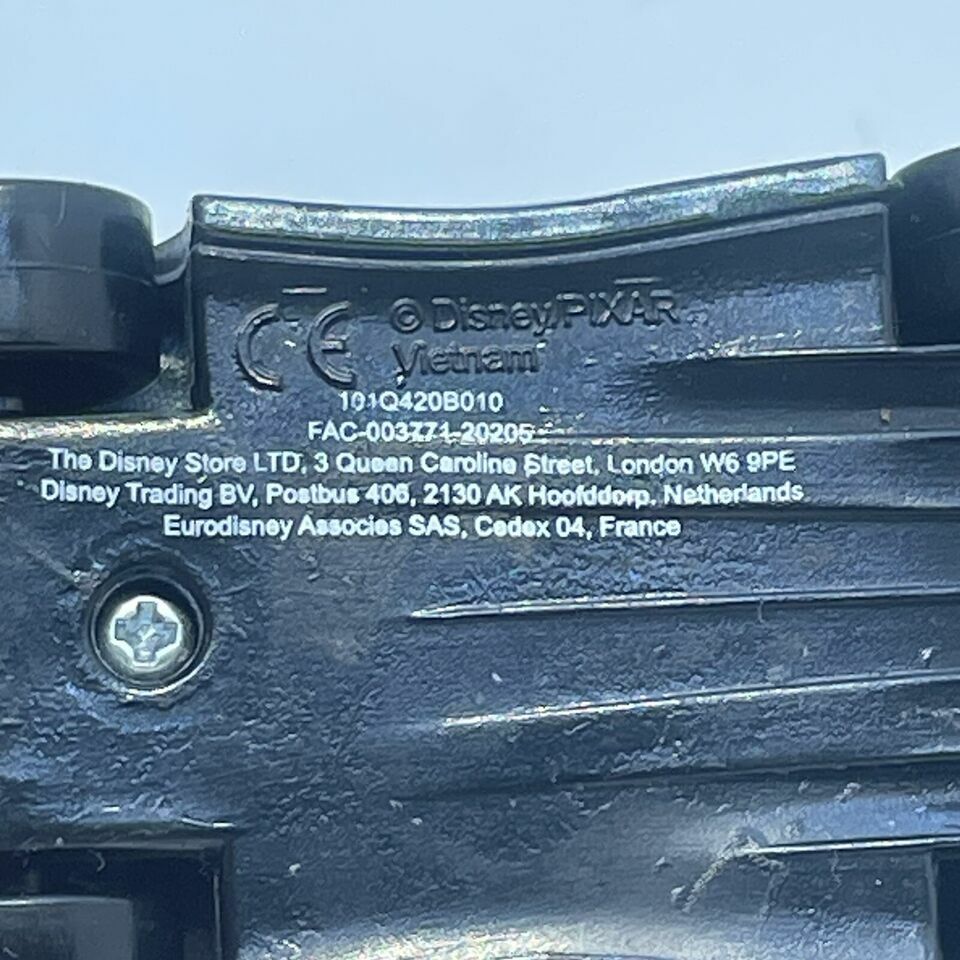 CE © Disney/PIXAR
Vietnam
101Q420B010
FAC-003771-20205
The Disney Store LTD, 3 Queen Caroline Street, London W6 9PE
Disney Trading BV, Postbus 406, 2130 AK Hoofddorp, Netherlands
Eurodisney Associes SAS, Cedex 04, France